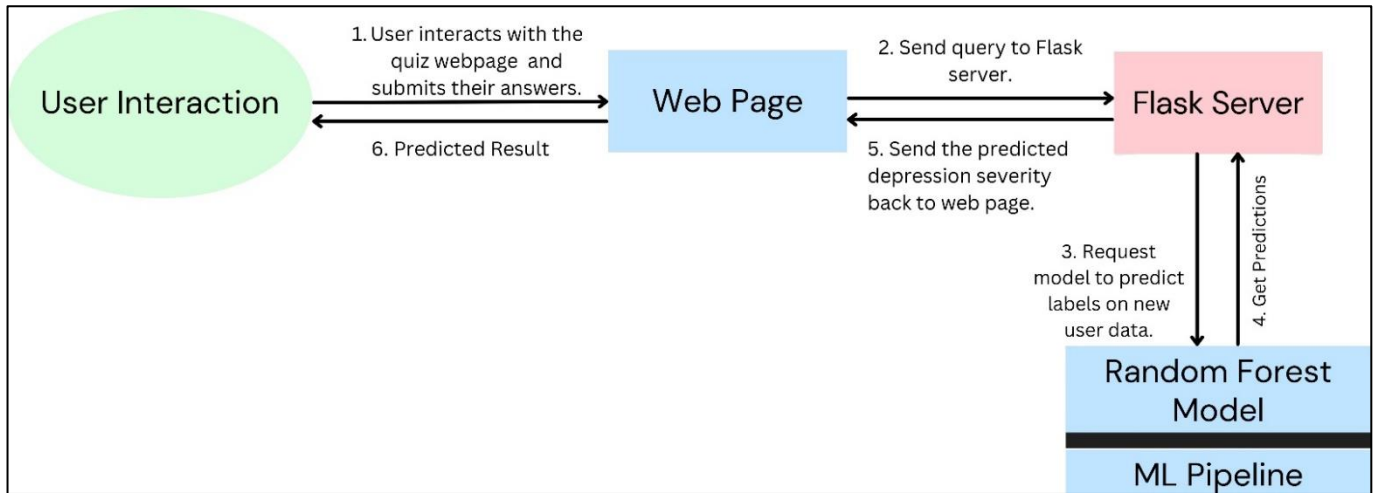 User Interaction
1. User interacts with the
quiz webpage and
submits their answers.
6. Predicted Result
Web Page
2. Send query to Flask
server.
5. Send the predicted
depression severity
back to web page.
Flask Server
3. Request
model to predict
labels on new
user data.
4. Get Predictions
Random Forest
Model
ML Pipeline